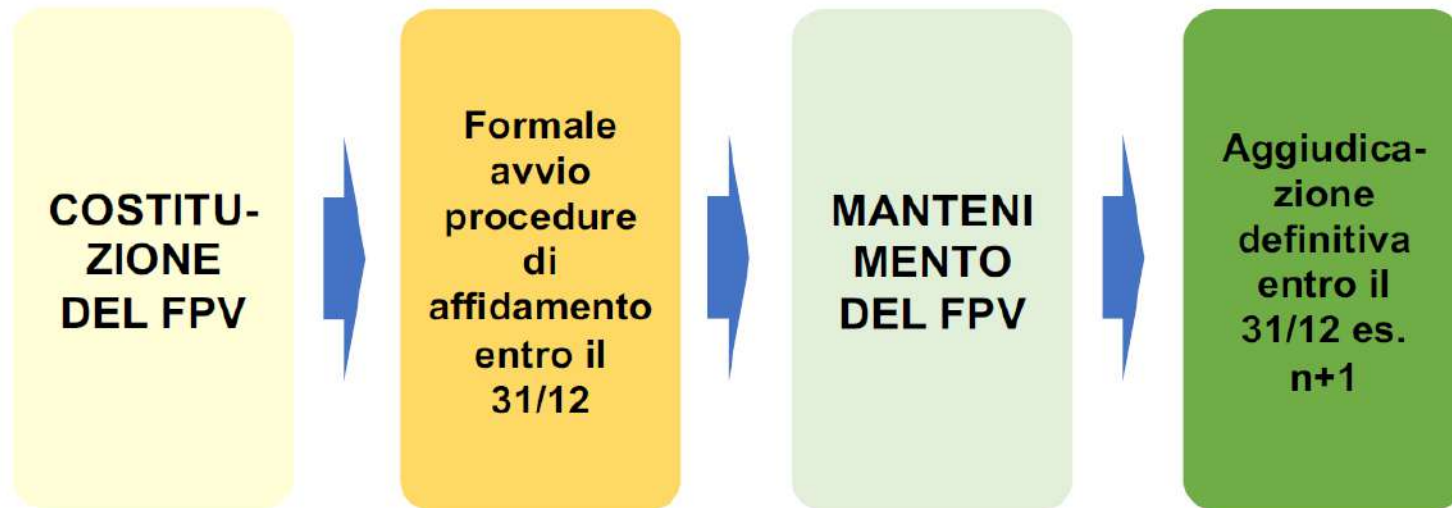 COSTITU-
ZIONE
DEL FPV
Formale
avvio
procedure
di
affidamento
entro il
31/12
MANTENI
MENTO
DEL FPV
Aggiudica-
zione
definitiva
entro il
31/12 es.
n+1